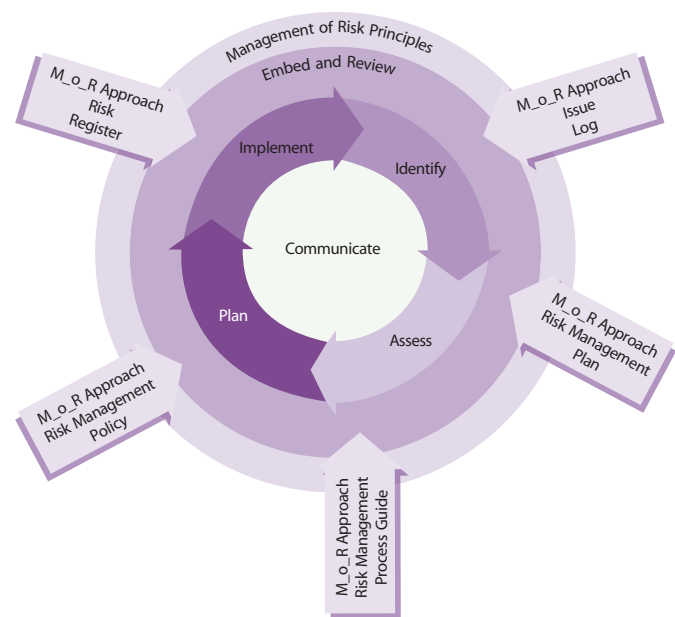 Management of Risk Principles
Embed and Review
M_o_R Approach
Risk
Register
M_o_R Approach
Issue
Log
Implement
Identify
Communicate
Plan
Assess
M_o_R Approach
Risk Management
Plan
M_o_R Approach
Risk Management
Policy
M_o_R Approach
Risk Management
Process Guide